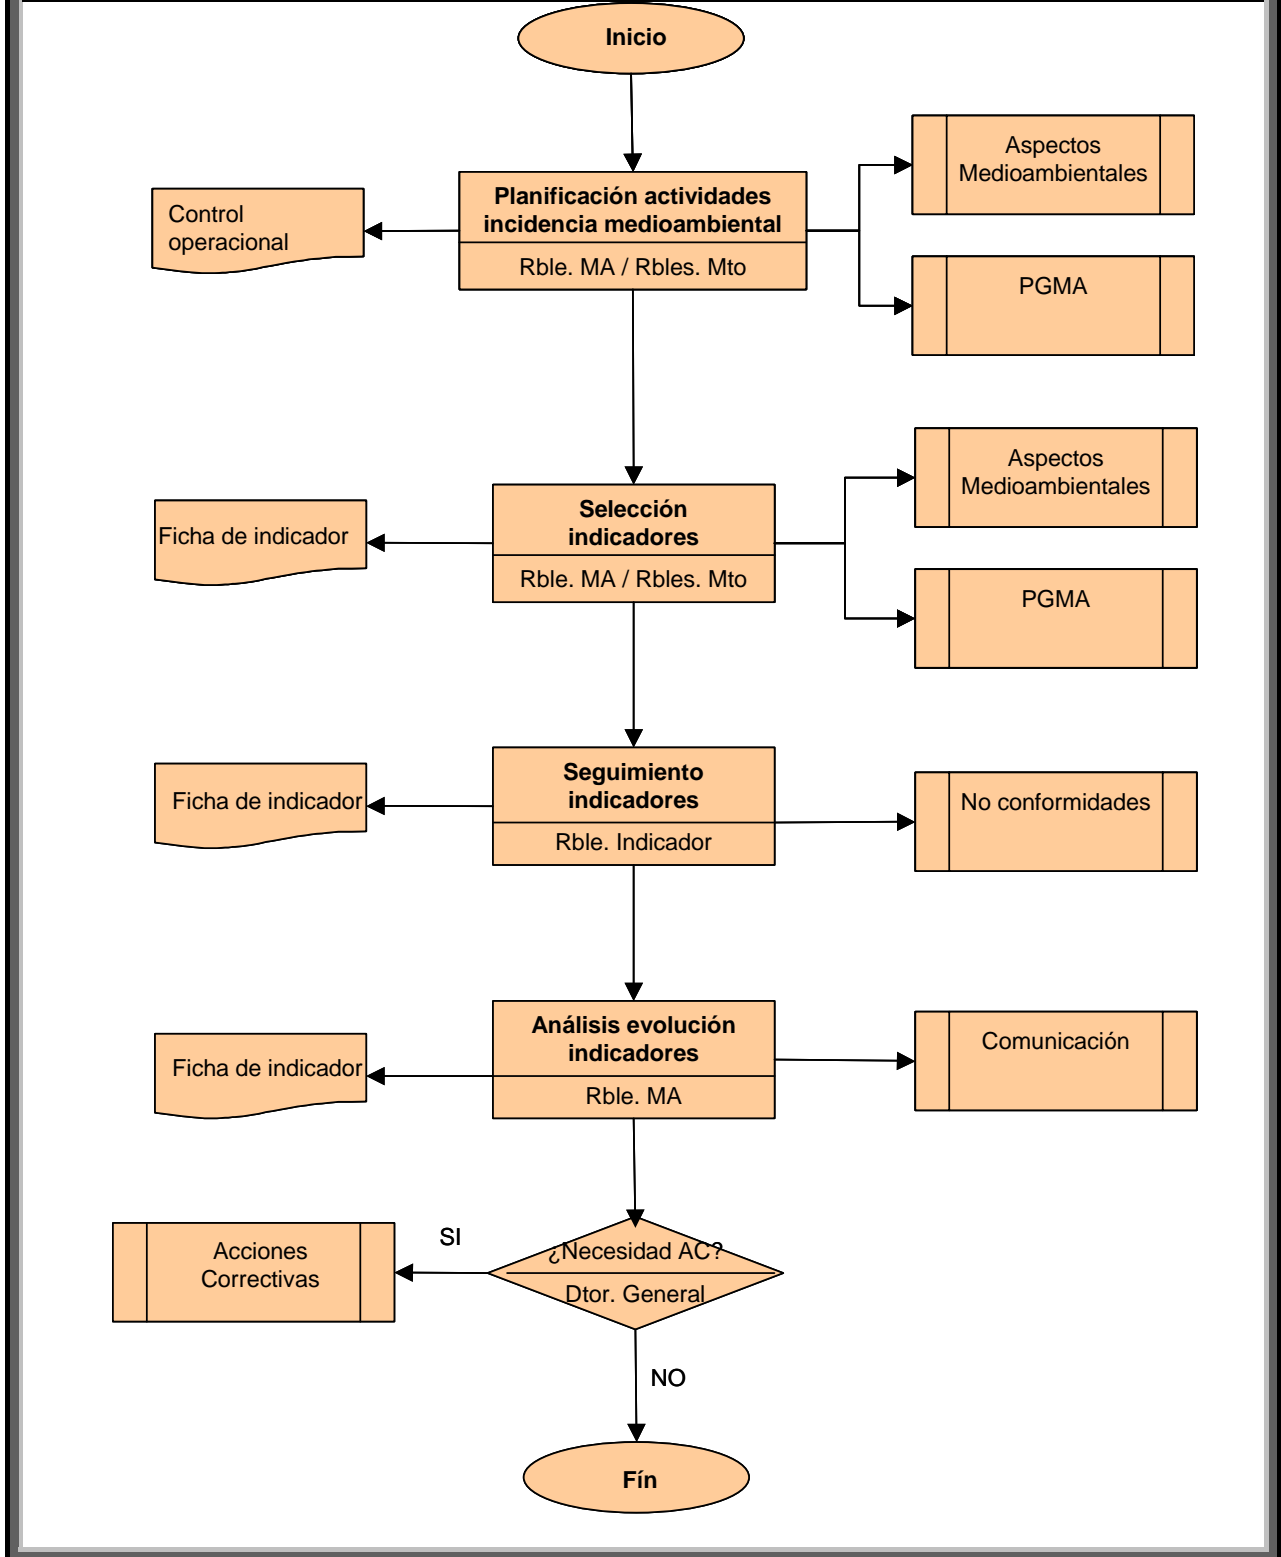 Inicio
Aspectos
Medioambientales
Planificación actividades
incidencia medioambiental
Control
operacional
Rble. MA / Rbles. Mto
PGMA
Aspectos
Medioambientales
Selección
indicadores
Ficha de indicador
Rble. MA / Rbles. Mto
PGMA
Seguimiento
indicadores
Ficha de indicador
No conformidades
Rble. Indicador
Análisis evolución
indicadores
Comunicación
Ficha de indicador
Rble. MA
SI
¿Necesidad AC?
Acciones
Correctivas
Dtor. General
NO
Fín